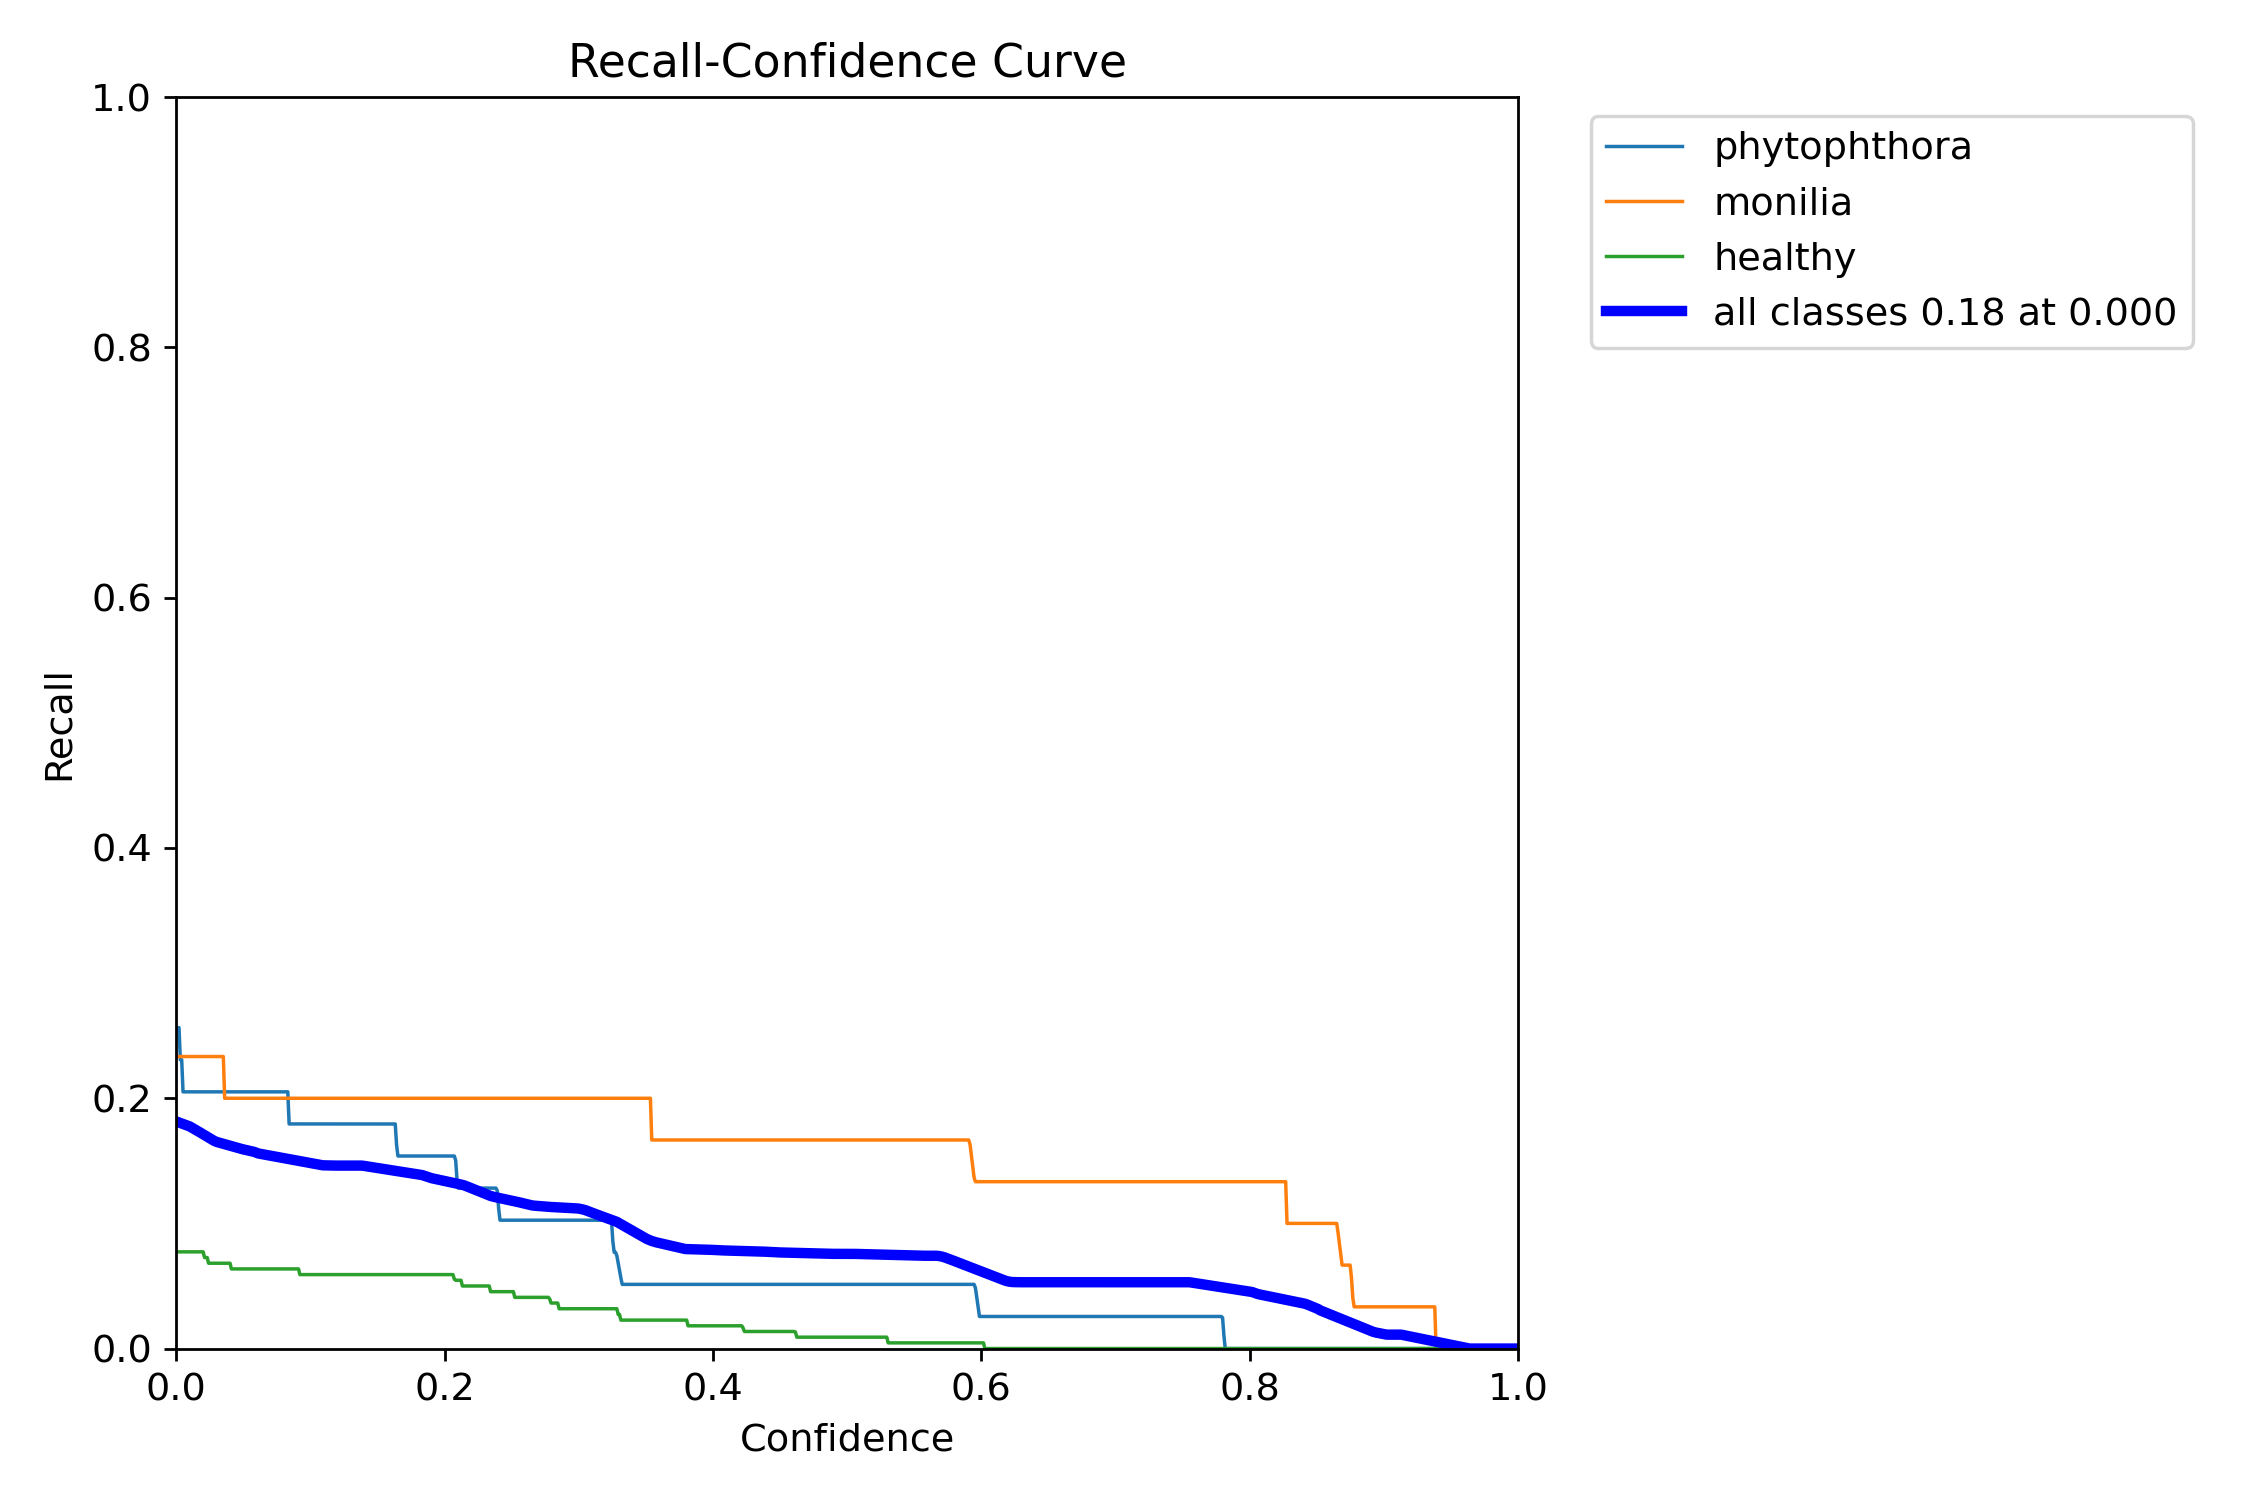 Recall-Confidence Curve
1.0
0.8
0.6
0.4
0.2
0.0
Recall
0.0 0.2 0.4 0.6 0.8 1.0
Confidence
phytophthora
monilia
healthy
all classes 0.18 at 0.000